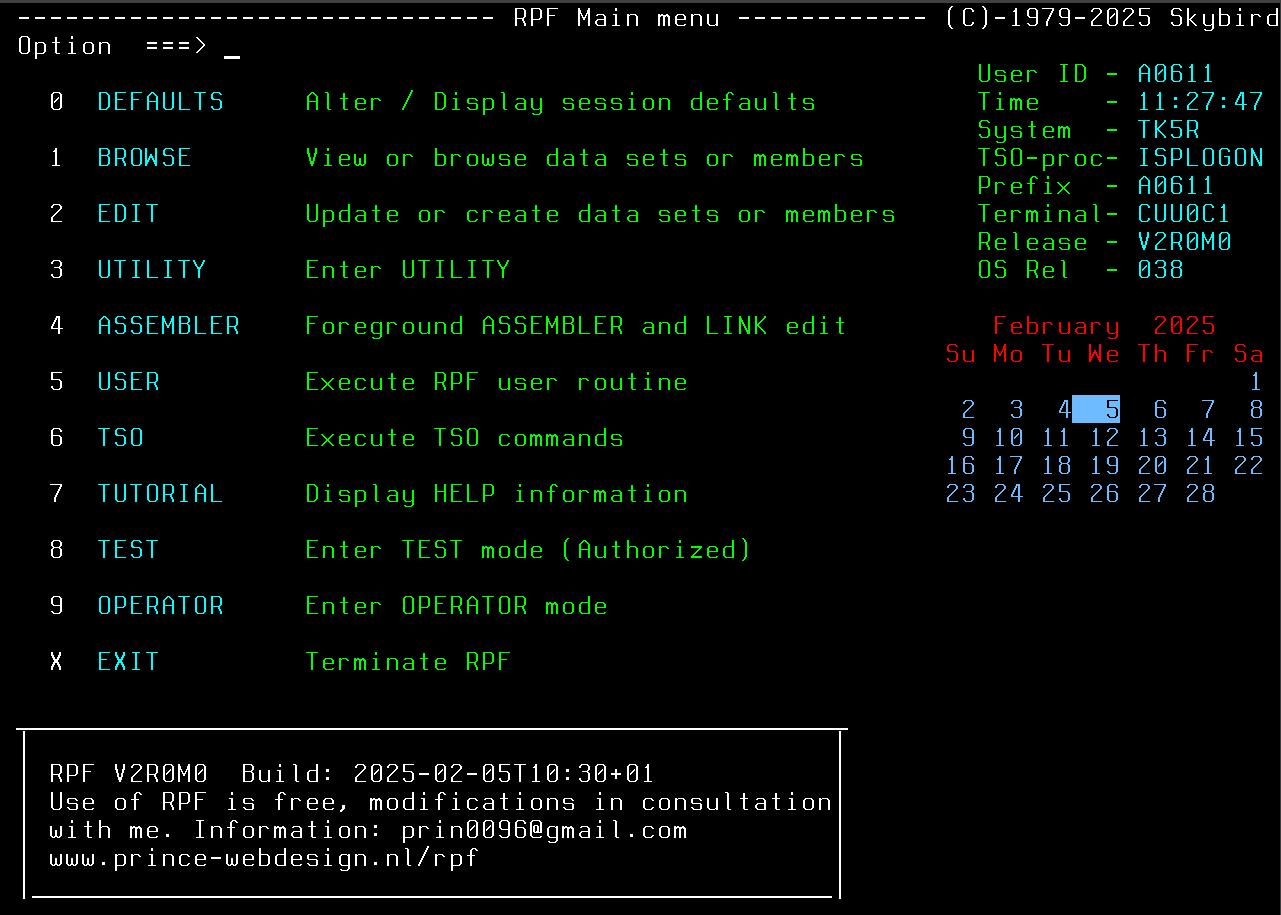 ------------------------------ RPF Main menu ------------ (C)-1979-2025 Skybird
Option  ===> _
User ID - A0611
0  DEFAULTS     Alter / Display session defaults     Time    - 11:27:47
System  - TK5R
1  BROWSE       View or browse data sets or members     TSO-proc- ISPLOGON
Prefix  - A0611
2  EDIT         Update or create data sets or members     Terminal- CUU0C1
Release - V2R0M0
3  UTILITY      Enter UTILITY     OS Rel  - 038
4  ASSEMBLER    Foreground ASSEMBLER and LINK edit     February  2025
Su Mo Tu We Th Fr Sa
5  USER         Execute RPF user routine     1
2  3  4  5  6  7  8
6  TSO          Execute TSO commands     9 10 11 12 13 14 15
16 17 18 19 20 21 22
7  TUTORIAL     Display HELP information     23 24 25 26 27 28
8  TEST         Enter TEST mode (Authorized)
9  OPERATOR     Enter OPERATOR mode
X  EXIT         Terminate RPF
RPF V2R0M0  Build: 2025-02-05T10:30+01
Use of RPF is free, modifications in consultation
with me. Information: prin0096@gmail.com
www.prince-webdesign.nl/rpf